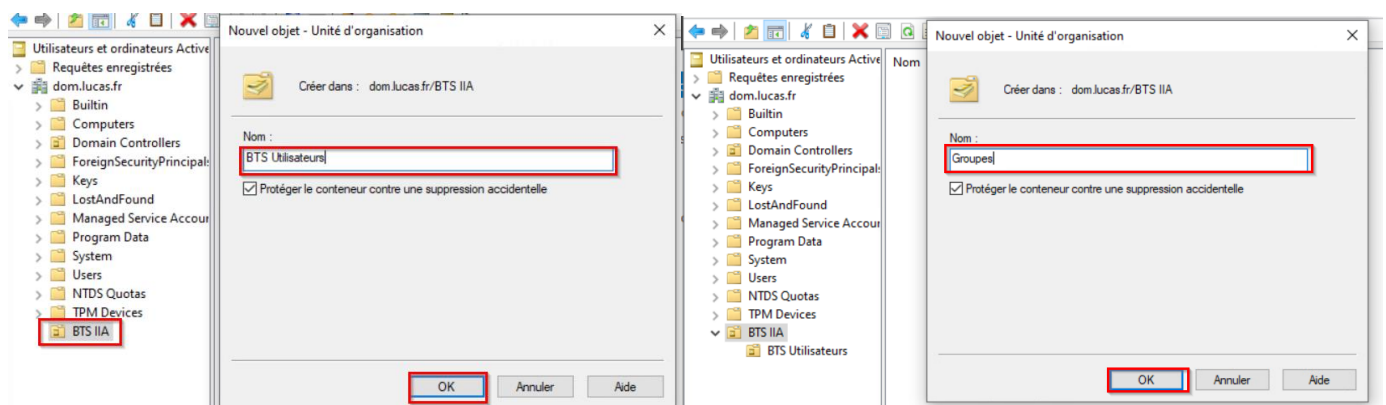 Utilisateurs et ordinateurs Active
Requêtes enregistrées
dom.lucas.fr
Builtin
Computers
Domain Controllers
ForeignSecurityPrincipals
Keys
LostAndFound
Managed Service Accour
Program Data
System
Users
NTDS Quotas
TPM Devices
BTS IIA
Nouvel objet - Unité d'organisation
Créer dans : dom.lucas.fr/BTS IIA
Nom :
BTS Utilisateurs
Protéger le conteneur contre une suppression accidentelle
OK
Annuler
Aide
Utilisateurs et ordinateurs Active
Requêtes enregistrées
dom.lucas.fr
Builtin
Computers
Domain Controllers
ForeignSecurityPrincipals
Keys
LostAndFound
Managed Service Accour
Program Data
System
Users
NTDS Quotas
TPM Devices
BTS IIA
BTS Utilisateurs
Nom
Nouvel objet - Unité d'organisation
Créer dans : dom.lucas.fr/BTS IIA
Nom :
Groupes
Protéger le conteneur contre une suppression accidentelle
OK
Annuler
Aide